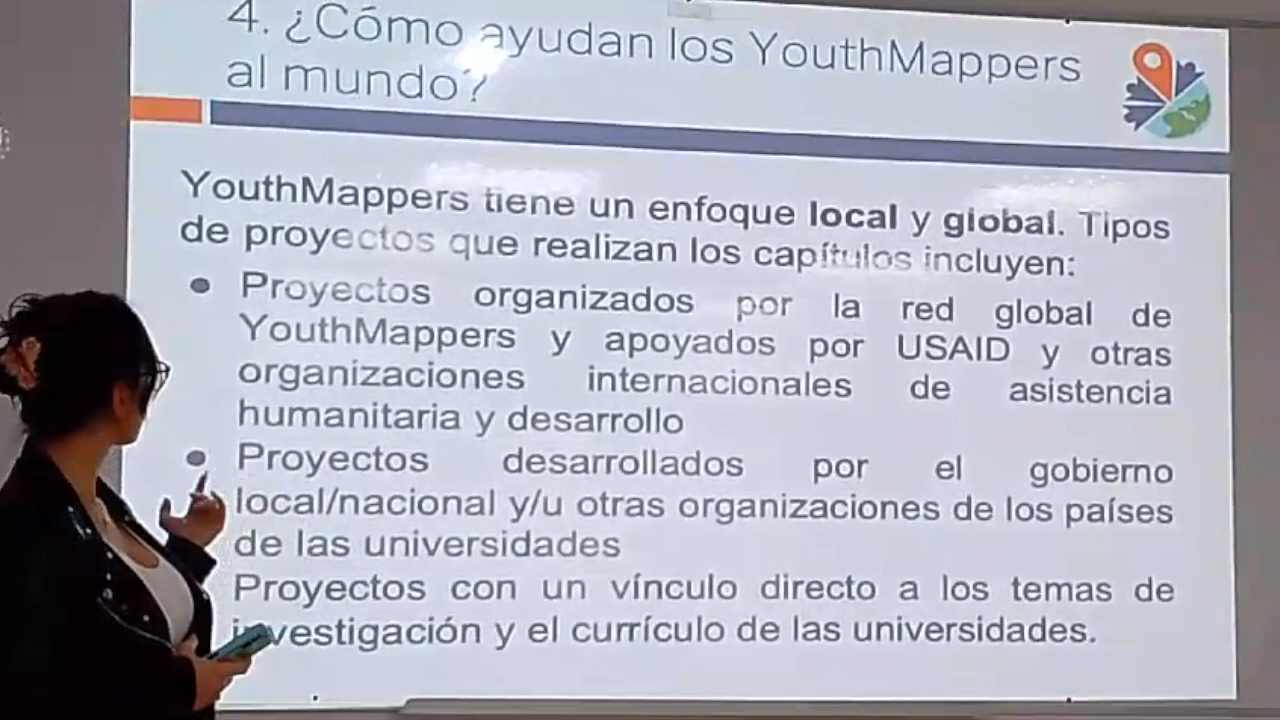 4. ¿Cómo ayudan los YouthMappers
al mundo?
YouthMappers tiene un enfoque local y global. Tipos
de proyectos que realizan los capítulos incluyen:
● Proyectos organizados por la red global de
YouthMappers y apoyados por USAID y otras
organizaciones internacionales de asistencia
humanitaria y desarrollo
● Proyectos desarrollados por el gobierno
local/nacional y/u otras organizaciones de los países
de las universidades
Proyectos con un vínculo directo a los temas de
investigación y el currículo de las universidades.